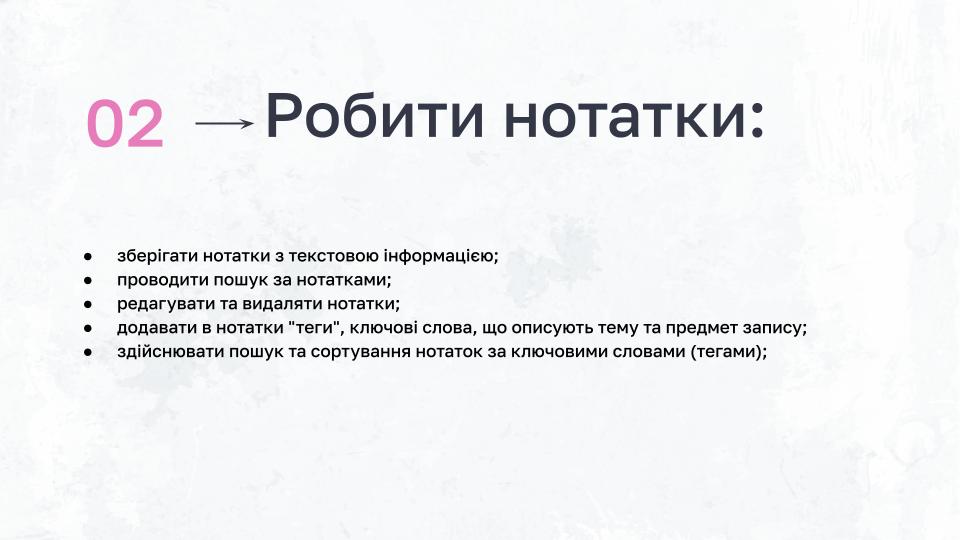 02 Робити нотатки:
● зберігати нотатки з текстовою інформацією;
● проводити пошук за нотатками;
● редагувати та видаляти нотатки;
● додавати в нотатки "теги", ключові слова, що описують тему та предмет запису;
● здійснювати пошук та сортування нотаток за ключовими словами (тегами);